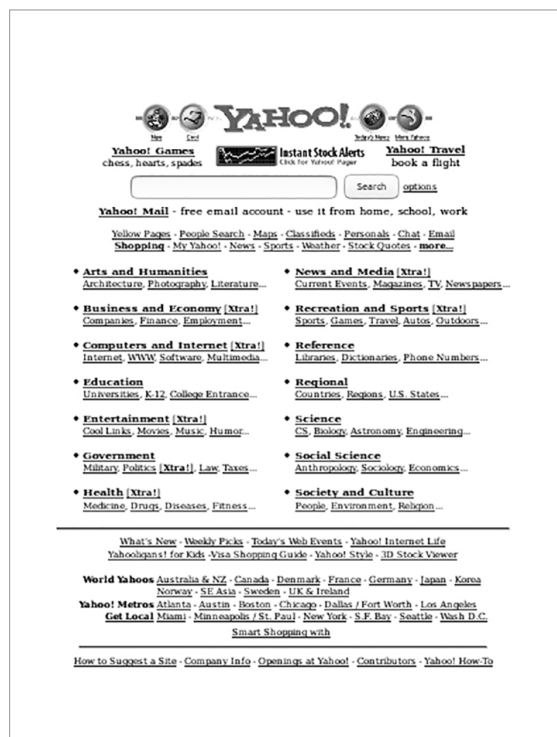 YAHOO!
New Cool Today's News More Yahoos
Yahoo! Games
chess, hearts, spades
Instant Stock Alerts
Click for Yahoo! Pager
Yahoo! Travel
book a flight
Search options
Yahoo! Mail - free email account - use it from home, school, work
Yellow Pages - People Search - Maps - Classifieds - Personals - Chat - Email
Shopping - My Yahoo! - News - Sports - Weather - Stock Quotes - more...
• Arts and Humanities
Architecture, Photography, Literature...
• Business and Economy [Xtra!]
Companies, Finance, Employment...
• Computers and Internet [Xtra!]
Internet, WWW, Software, Multimedia...
• Education
Universities, K-12, College Entrance...
• Entertainment [Xtra!]
Cool Links, Movies, Music, Humor...
• Government
Military, Politics [Xtra!], Law, Taxes...
• Health [Xtra!]
Medicine, Drugs, Diseases, Fitness...
• News and Media [Xtra!]
Current Events, Magazines, TV, Newspapers...
• Recreation and Sports [Xtra!]
Sports, Games, Travel, Autos, Outdoors...
• Reference
Libraries, Dictionaries, Phone Numbers...
• Regional
Countries, Regions, U.S. States...
• Science
CS, Biology, Astronomy, Engineering...
• Social Science
Anthropology, Sociology, Economics...
• Society and Culture
People, Environment, Religion...
What's New - Weekly Picks - Today's Web Events - Yahoo! Internet Life
Yahooligans! for Kids -Visa Shopping Guide - Yahoo! Style - 3D Stock Viewer
World Yahoos Australia & NZ - Canada - Denmark - France - Germany - Japan - Korea
Norway - SE Asia - Sweden - UK & Ireland
Yahoo! Metros Atlanta - Austin - Boston - Chicago - Dallas / Fort Worth - Los Angeles
Get Local Miami - Minneapolis / St. Paul - New York - S.F. Bay - Seattle - Wash D.C.
Smart Shopping with
How to Suggest a Site - Company Info - Openings at Yahoo! - Contributors - Yahoo! How-To